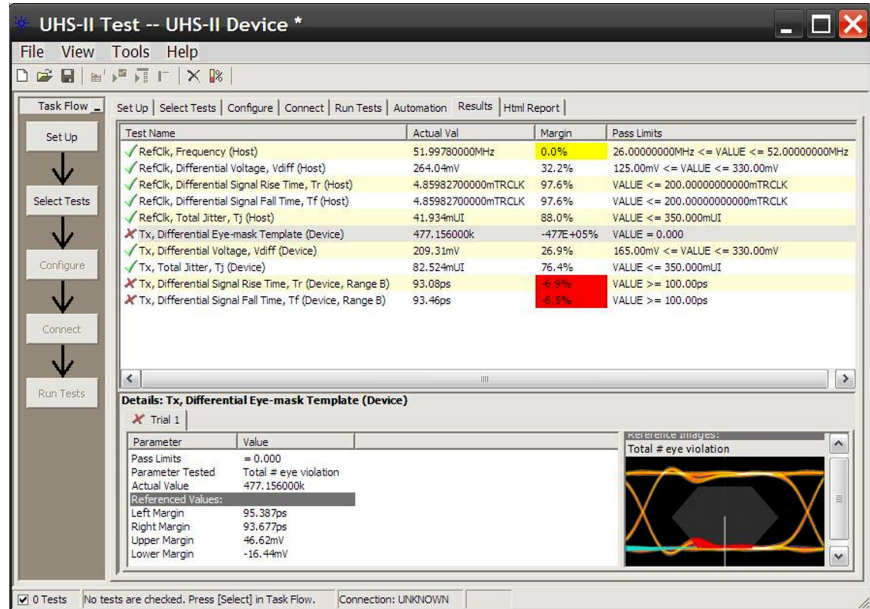 UHS-II Test -- UHS-II Device *
File View Tools Help
Task Flow
Set Up
Select Tests
Configure
Connect
Run Tests
Set Up Select Tests Configure Connect Run Tests Automation Results Html Report
Test Name Actual Val Margin Pass Limits
RefClk, Frequency (Host) 51.99780000MHz 0.0% 26.00000000MHz <= VALUE <= 52.00000000MHz
RefClk, Differential Voltage, Vdiff (Host) 264.04mV 32.2% 125.00mV <= VALUE <= 330.00mV
RefClk, Differential Signal Rise Time, Tr (Host) 4.85982700000mTRCLK 97.6% VALUE <= 200.00000000000mTRCLK
RefClk, Differential Signal Fall Time, Tf (Host) 4.85982700000mTRCLK 97.6% VALUE <= 200.00000000000mTRCLK
RefClk, Total Jitter, Tj (Host) 41.934mUI 88.0% VALUE <= 350.000mUI
Tx, Differential Eye-mask Template (Device) 477.156000k -477E+05% VALUE = 0.000
Tx, Differential Voltage, Vdiff (Device) 209.31mV 26.9% 165.00mV <= VALUE <= 330.00mV
Tx, Total Jitter, Tj (Device) 82.524mUI 76.4% VALUE <= 350.000mUI
Tx, Differential Signal Rise Time, Tr (Device, Range B) 93.08ps -6.9% VALUE >= 100.00ps
Tx, Differential Signal Fall Time, Tf (Device, Range B) 93.46ps -6.5% VALUE >= 100.00ps
Details: Tx, Differential Eye-mask Template (Device)
Trial 1
Parameter Value
Pass Limits = 0.000
Parameter Tested Total # eye violation
Actual Value 477.156000k
Referenced Values:
Left Margin 95.387ps
Right Margin 93.677ps
Upper Margin 46.62mV
Lower Margin -16.44mV
Reference Images:
Total # eye violation
0 Tests No tests are checked. Press [Select] in Task Flow. Connection: UNKNOWN